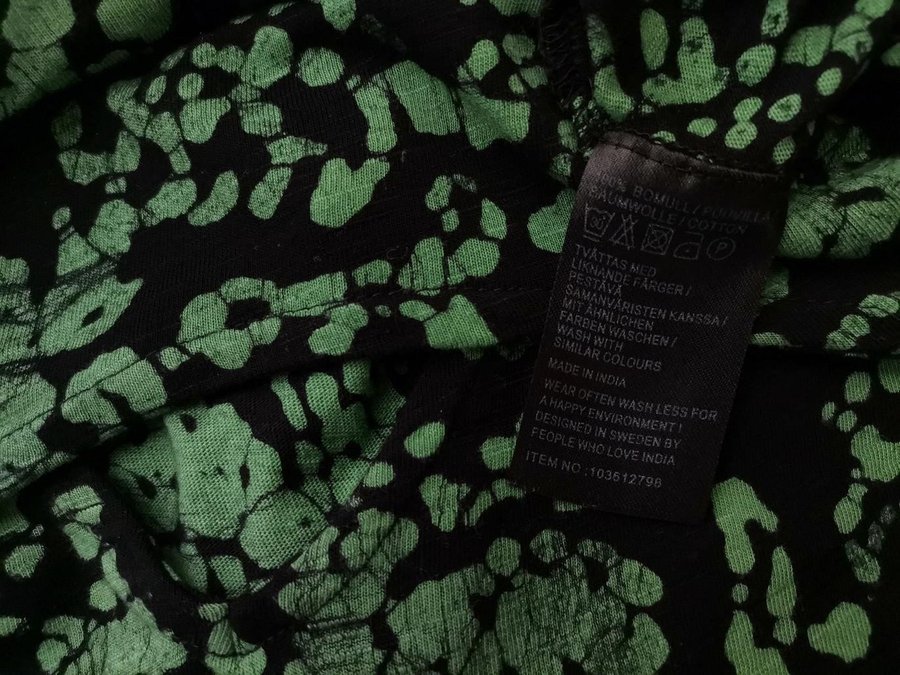 100% BOMULL / PUUVILLA
BAUMWOLLE / COTTON
P
TVÄTTAS MED
LIKNANDE FÄRGER /
PESTÄVÄ
SAMANVÄRISTEN KANSSA /
MIT ÄHNLICHEN
FARBEN WASCHEN /
WASH WITH
SIMILAR COLOURS
MADE IN INDIA
WEAR OFTEN WASH LESS FOR
A HAPPY ENVIRONMENT !
DESIGNED IN SWEDEN BY
PEOPLE WHO LOVE INDIA
ITEM NO : 103612798